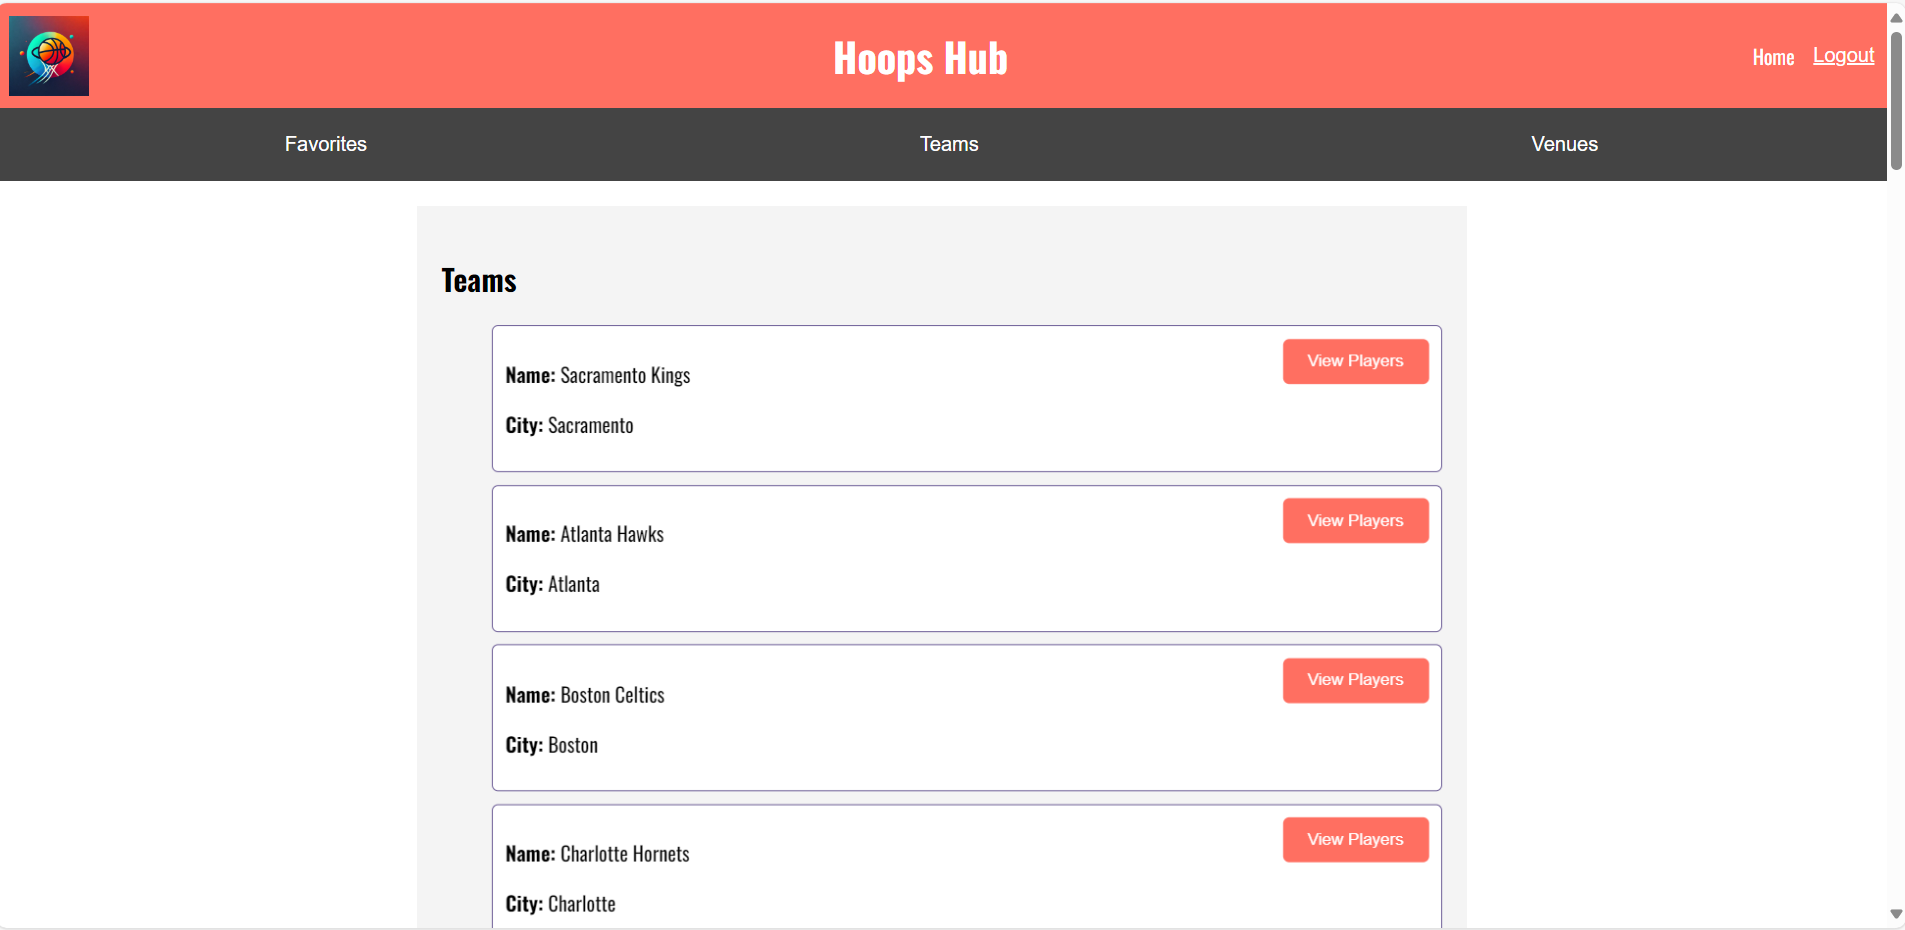 Hoops Hub
Home Logout
Favorites Teams Venues
Teams
View Players
Name: Sacramento Kings
City: Sacramento
View Players
Name: Atlanta Hawks
City: Atlanta
View Players
Name: Boston Celtics
City: Boston
View Players
Name: Charlotte Hornets
City: Charlotte